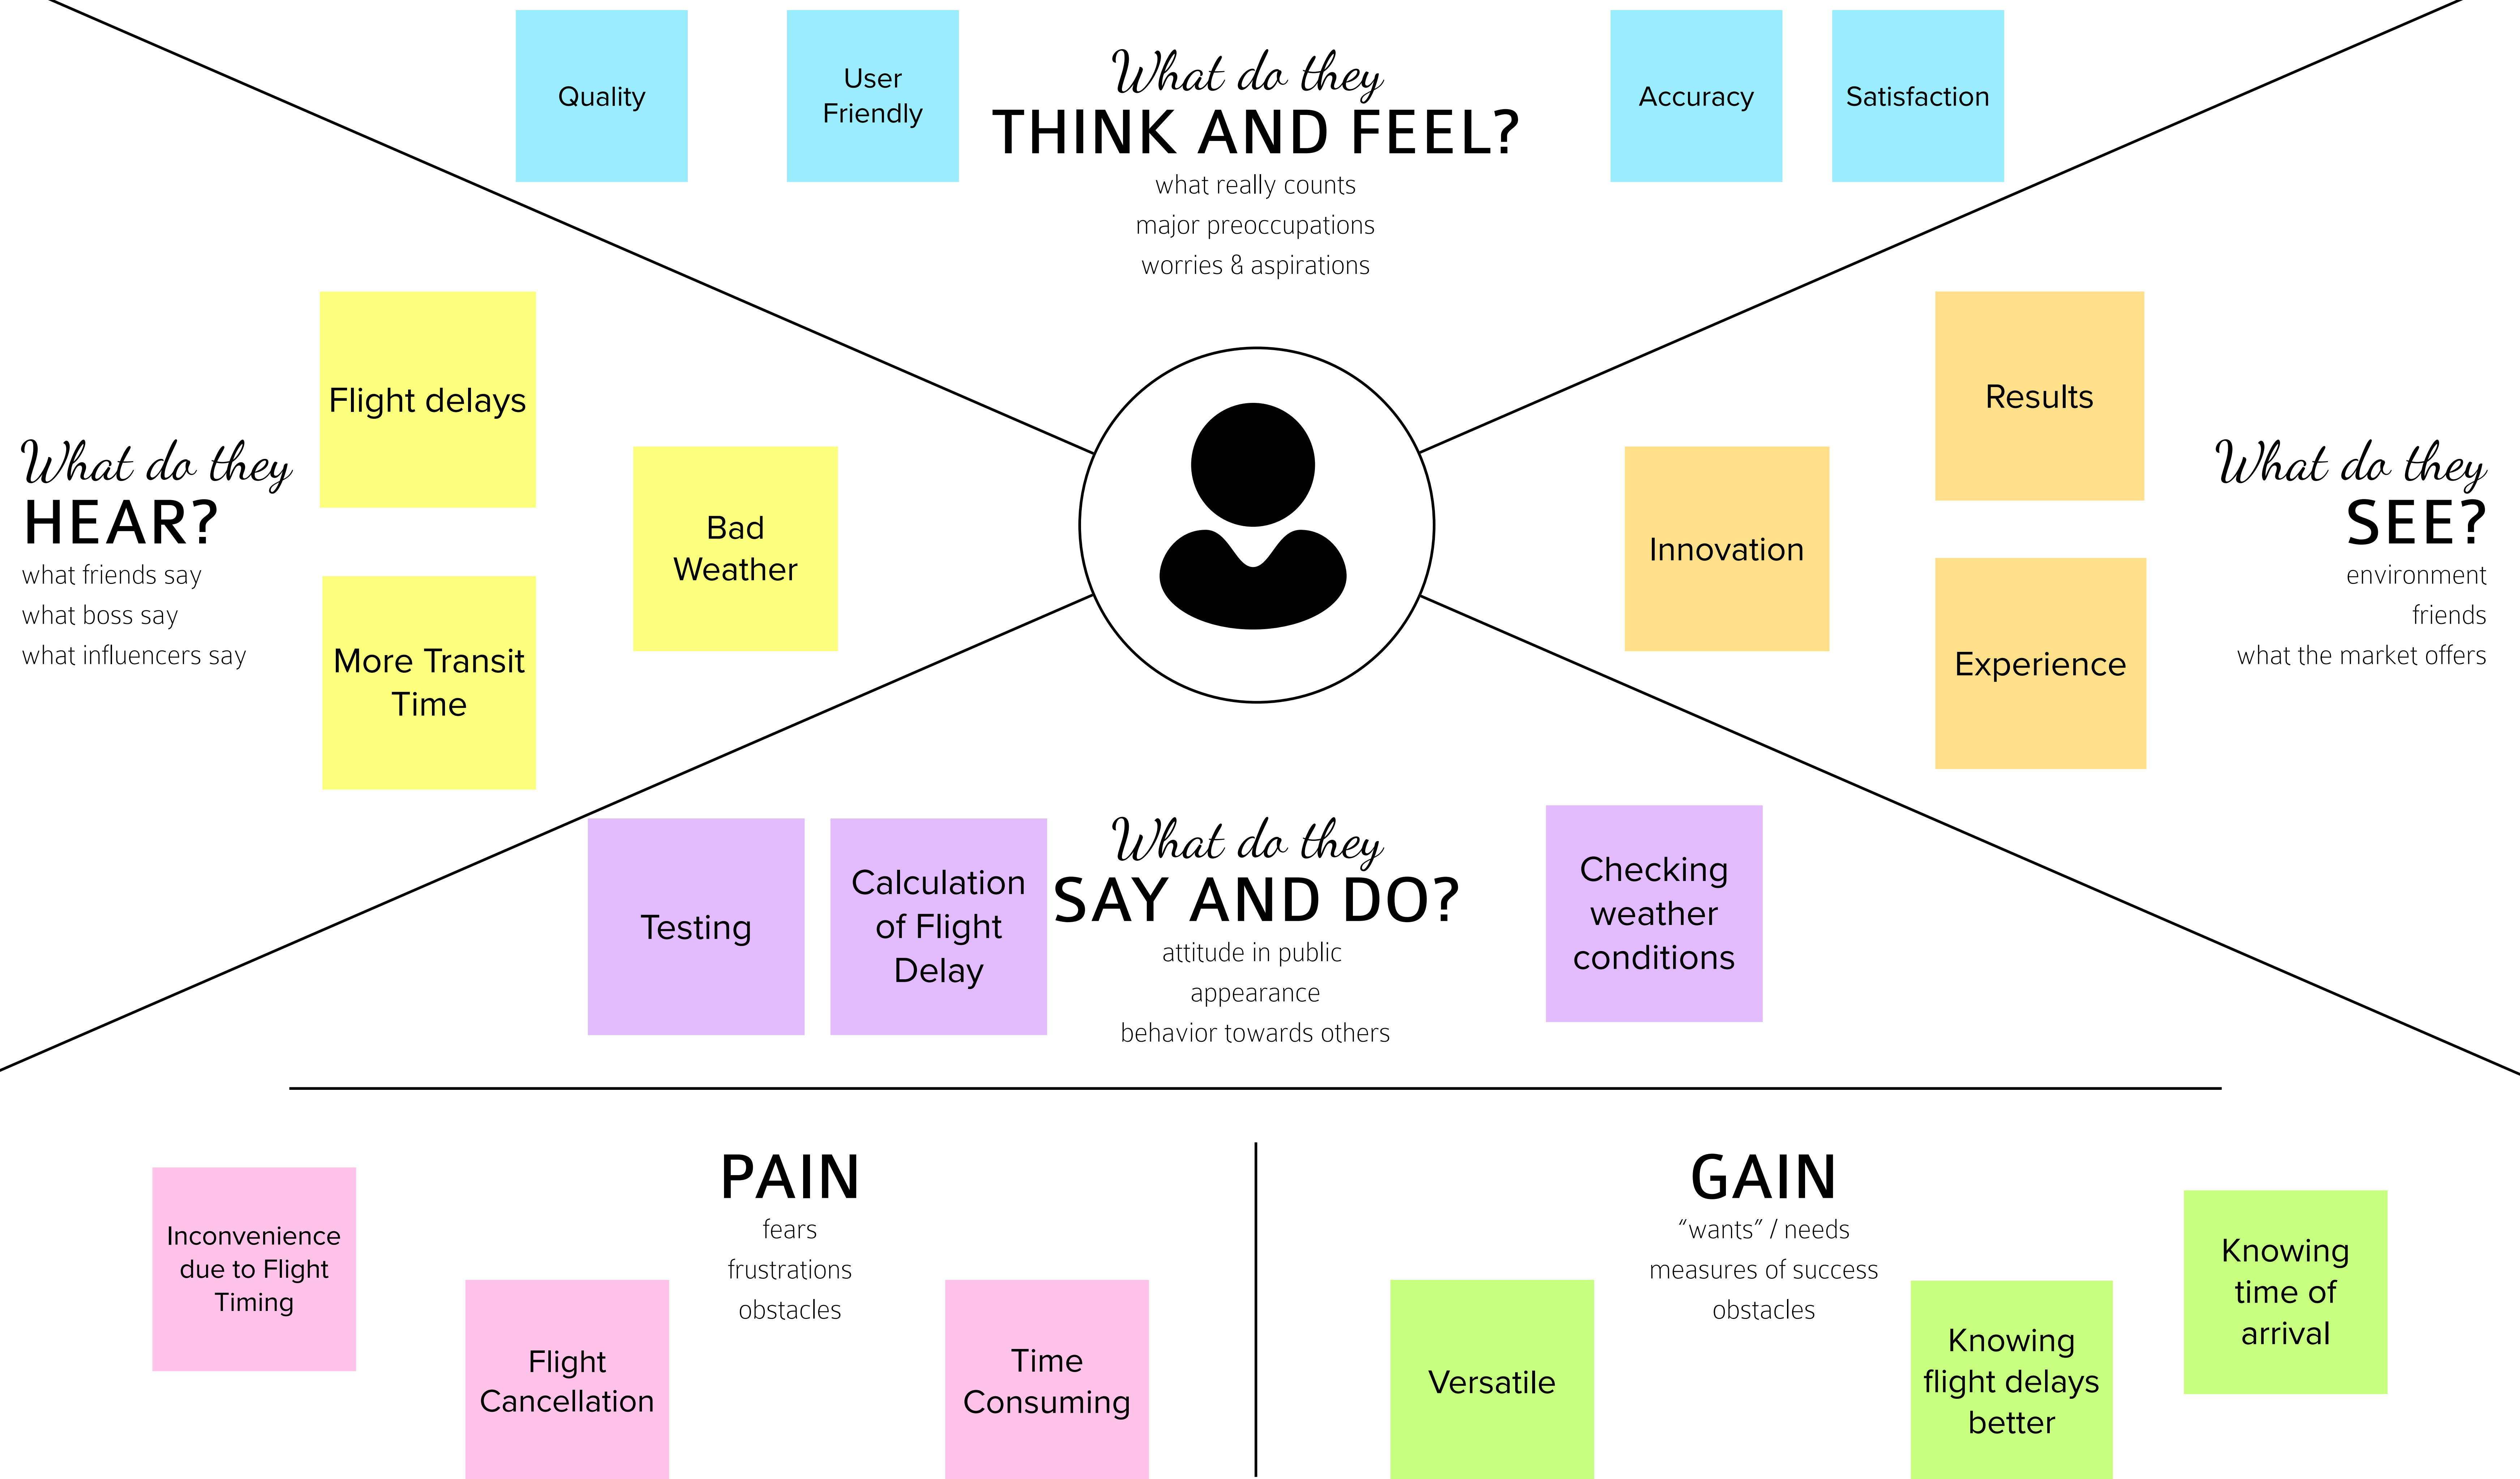 Quality
User
Friendly
What do they
THINK AND FEEL?
what really counts
major preoccupations
worries & aspirations
Accuracy
Satisfaction
What do they
HEAR?
what friends say
what boss say
what influencers say
Flight delays
Bad
Weather
More Transit
Time
Results
Innovation
Experience
What do they
SEE?
environment
friends
what the market offers
Testing
Calculation
of Flight
Delay
What do they
SAY AND DO?
attitude in public
appearance
behavior towards others
Checking
weather
conditions
PAIN
fears
frustrations
obstacles
Inconvenience
due to Flight
Timing
Flight
Cancellation
Time
Consuming
GAIN
“wants” / needs
measures of success
obstacles
Versatile
Knowing
flight delays
better
Knowing
time of
arrival